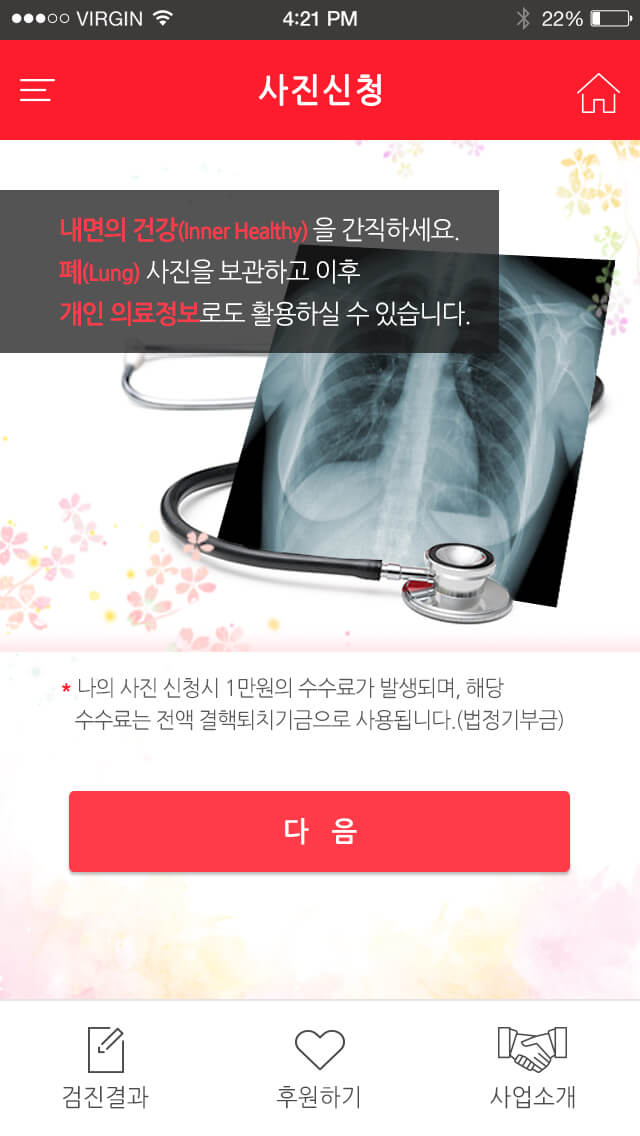 VIRGIN 4:21 PM 22%
사진신청
내면의 건강(Inner Healthy) 을 간직하세요.
폐(Lung) 사진을 보관하고 이후
개인 의료정보로도 활용하실 수 있습니다.
* 나의 사진 신청시 1만원의 수수료가 발생되며, 해당
수수료는 전액 결핵퇴치기금으로 사용됩니다.(법정기부금)
다 음
검진결과 후원하기 사업소개